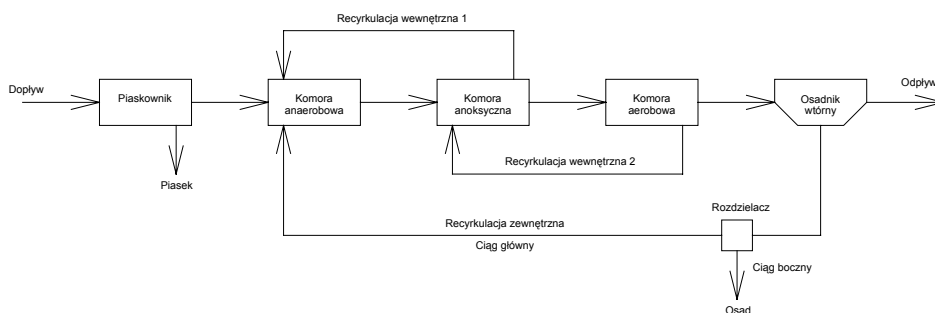 Recyrkulacja wewnętrzna 1
Dopływ
Piaskownik
Komora
anaerobowa
Komora
anoksyczna
Komora
aerobowa
Osadnik
wtórny
Odpływ
Recyrkulacja wewnętrzna 2
Piasek
Rozdzielacz
Recyrkulacja zewnętrzna
Ciąg główny
Ciąg boczny
Osad